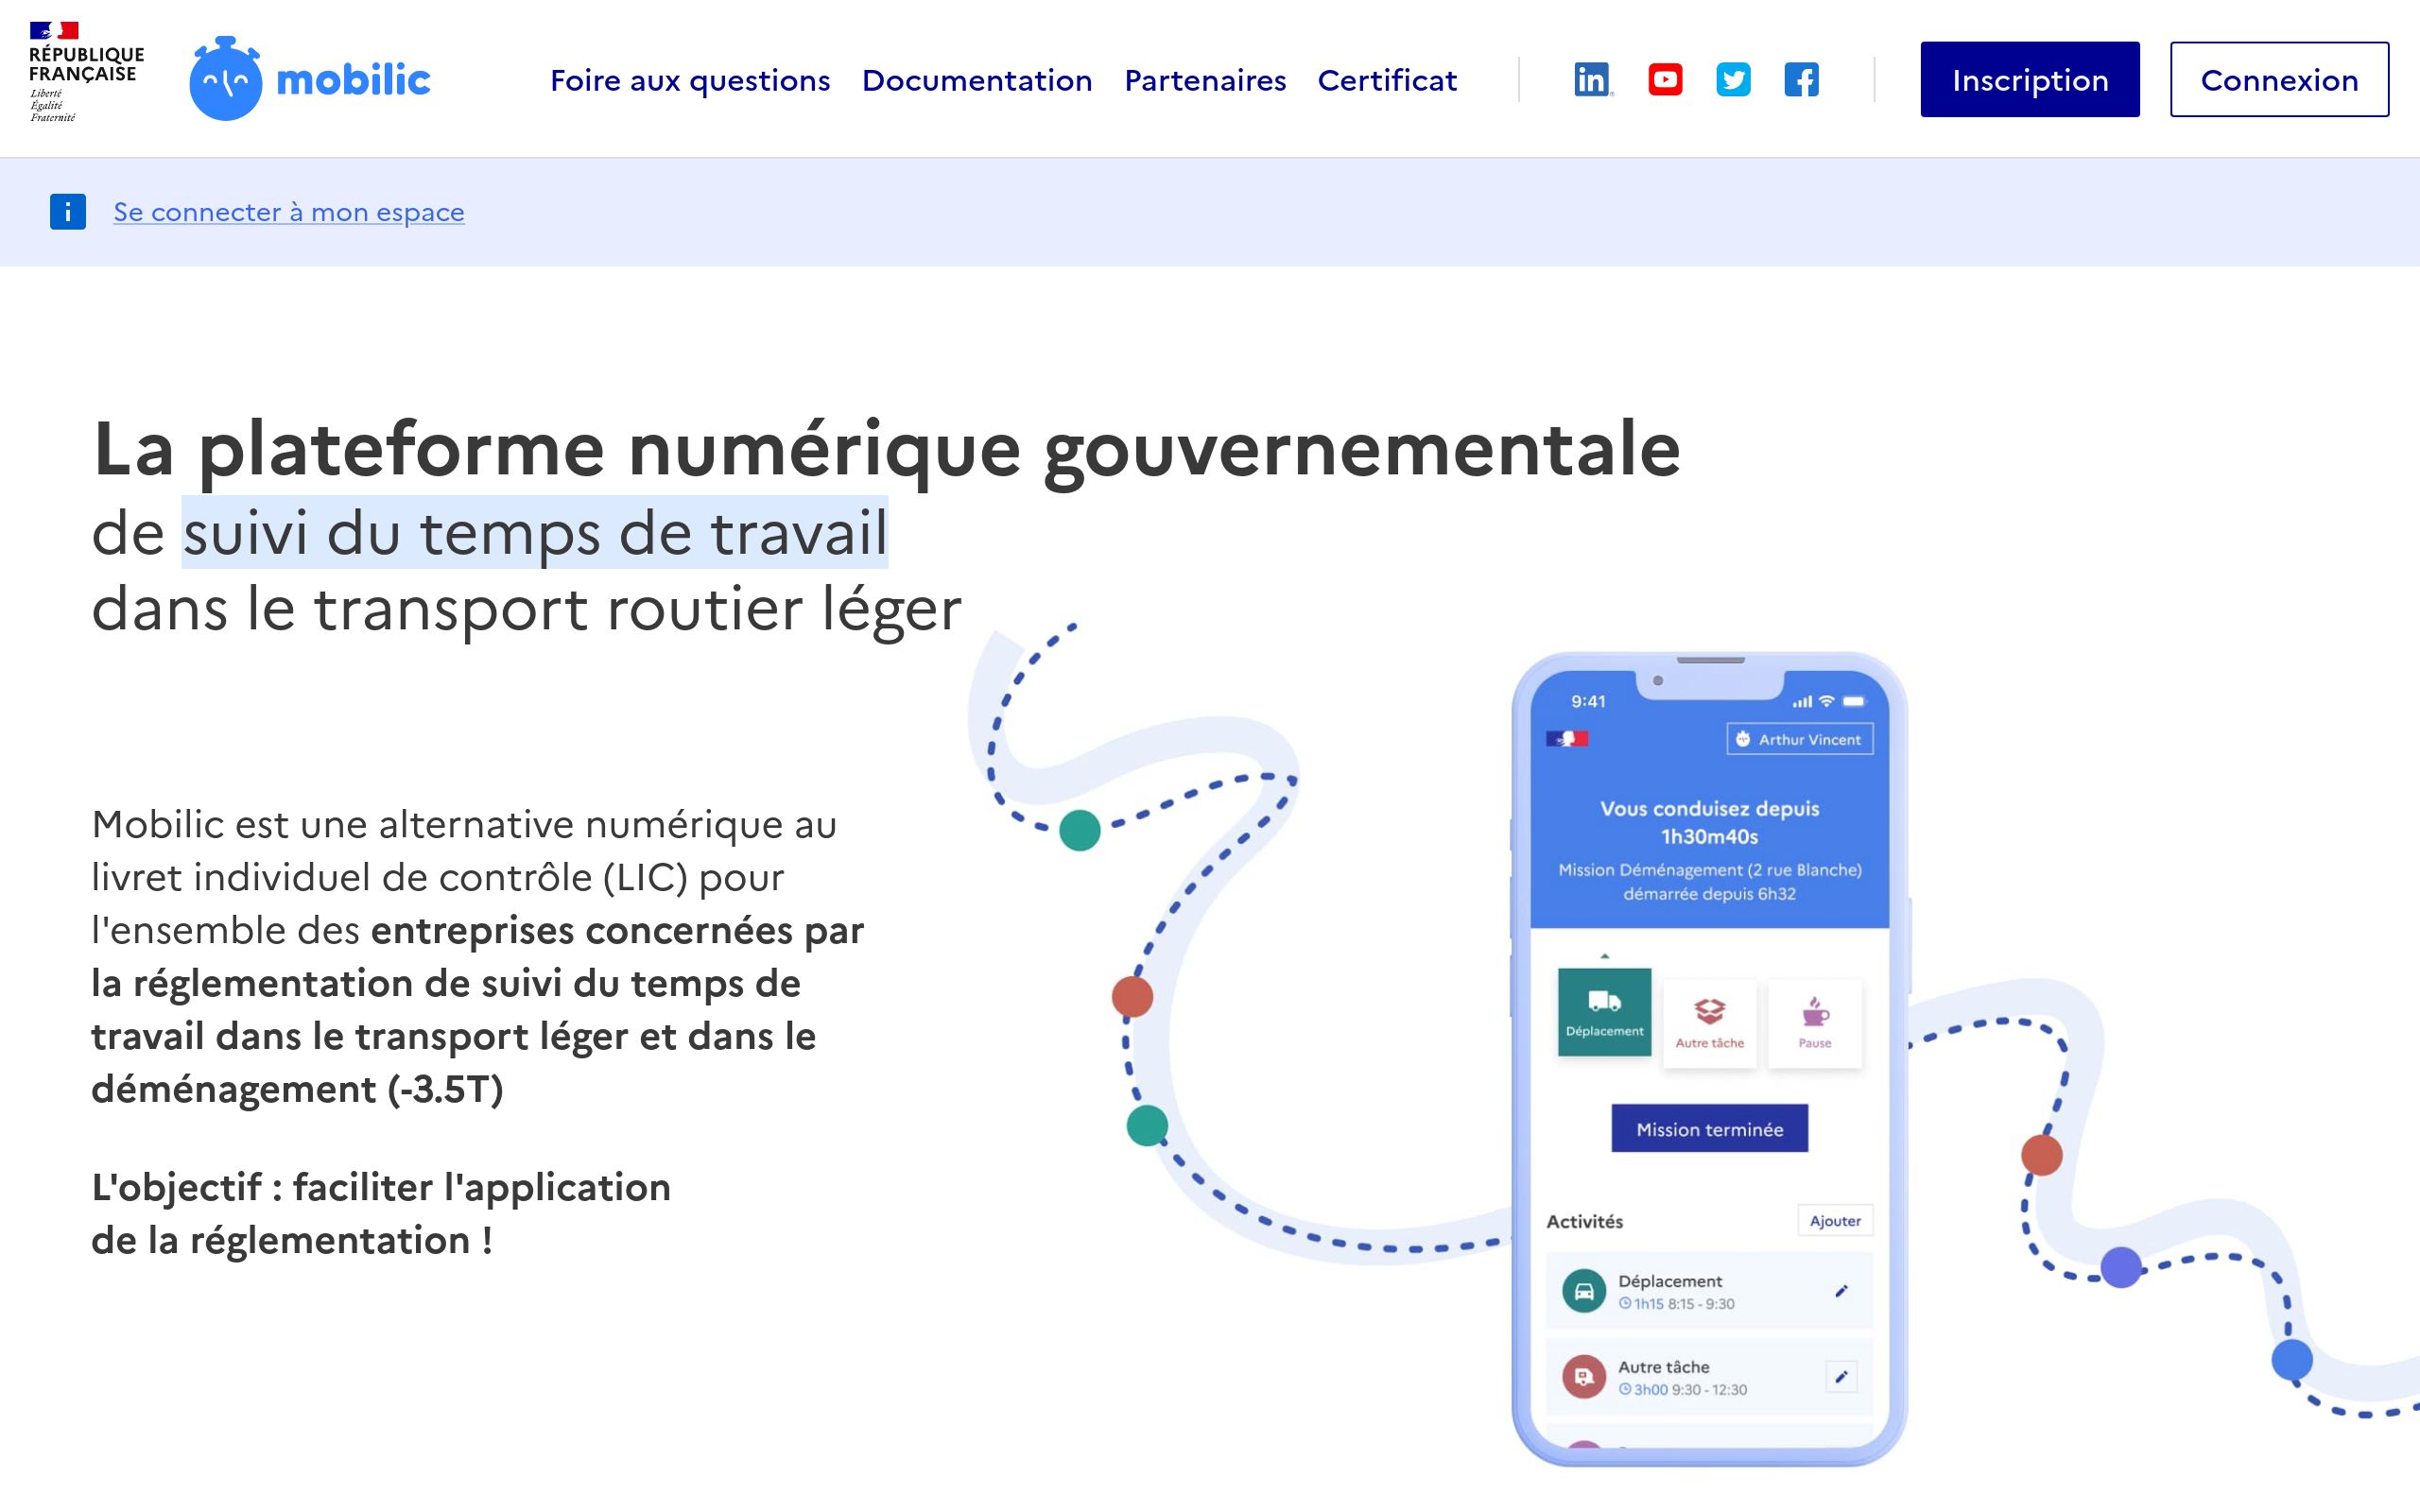 RÉPUBLIQUE
FRANÇAISE
Liberté
Égalité
Fraternité
mobilic
Foire aux questions Documentation Partenaires Certificat
Inscription
Connexion
Se connecter à mon espace
La plateforme numérique gouvernementale
de suivi du temps de travail
dans le transport routier léger
Mobilic est une alternative numérique au
livret individuel de contrôle (LIC) pour
l'ensemble des entreprises concernées par
la réglementation de suivi du temps de
travail dans le transport léger et dans le
déménagement (-3.5T)
L'objectif : faciliter l'application
de la réglementation !
9:41
Arthur Vincent
Vous conduisez depuis
1h30m40s
Mission Déménagement (2 rue Blanche)
démarrée depuis 6h32
Déplacement
Autre tâche
Pause
Mission terminée
Activités
Ajouter
Déplacement
1h15 8:15 - 9:30
Autre tâche
3h00 9:30 - 12:30